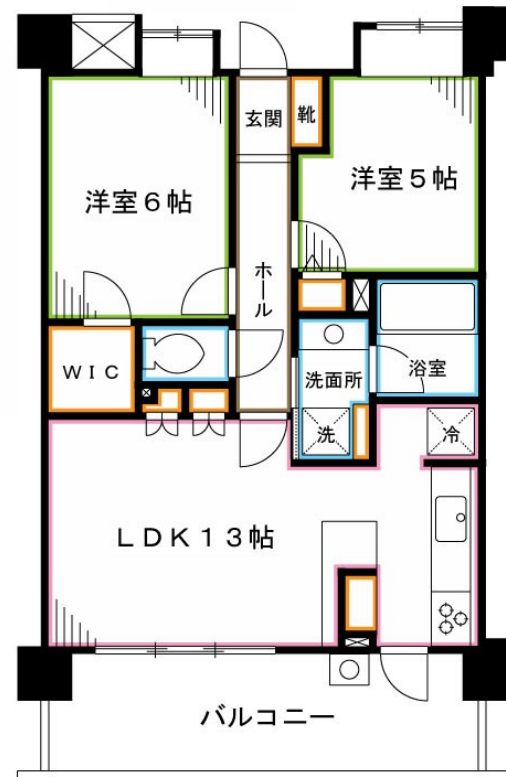 玄関
靴
洋室6帖
洋室5帖
ホール
WIC
洗面所
浴室
洗
冷
LDK13帖
バルコニー